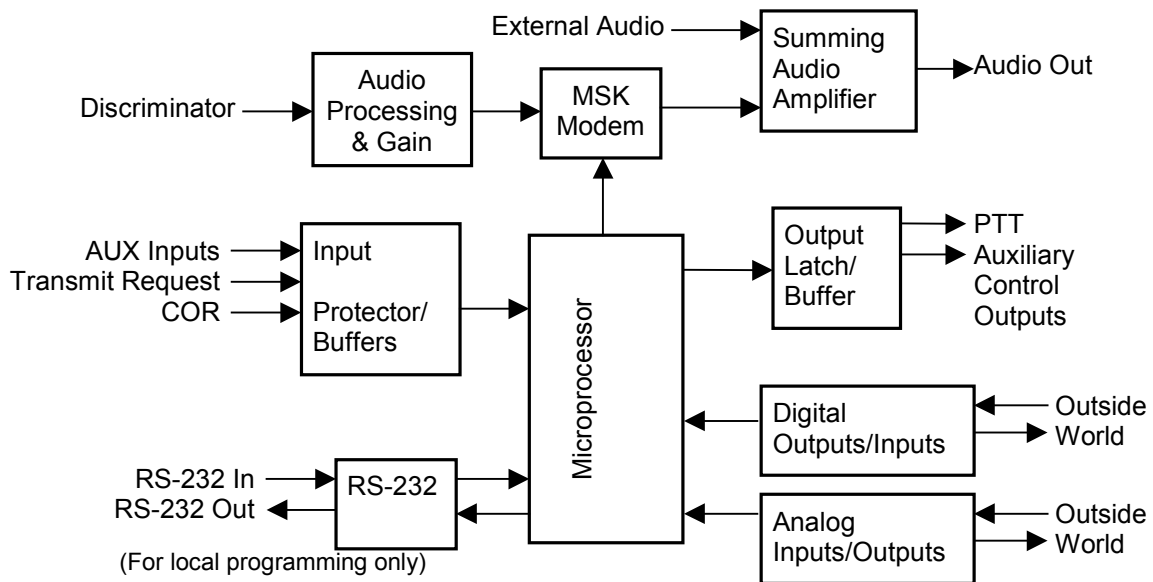 External Audio
Summing
Audio
Amplifier
Audio Out
Discriminator
Audio
Processing
& Gain
MSK
Modem
AUX Inputs
Transmit Request
COR
Input
Protector/
Buffers
Microprocessor
Output
Latch/
Buffer
PTT
Auxiliary
Control
Outputs
Digital
Outputs/Inputs
Outside
World
RS-232 In
RS-232 Out
RS-232
(For local programming only)
Analog
Inputs/Outputs
Outside
World